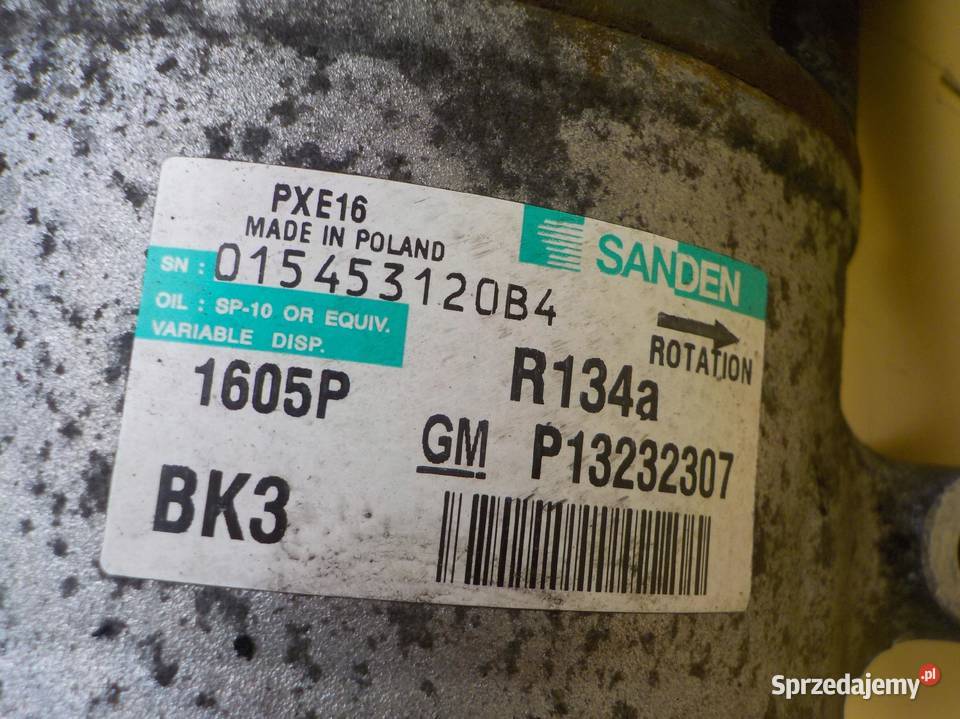 PXE16
MADE IN POLAND
SANDEN
SN : 015453120B4
OIL : SP-10 OR EQUIV.
VARIABLE DISP.
ROTATION
1605P
R134a
GM P13232307
BK3
Sprzedajemy.pl